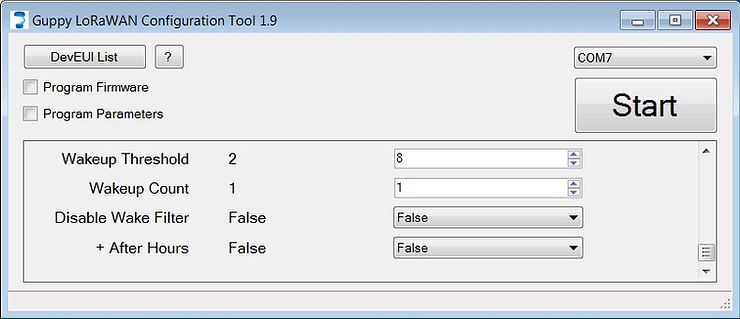 Guppy LoRaWAN Configuration Tool 1.9
DevEUI List ? COM7
Program Firmware
Program Parameters
Start
Wakeup Threshold 2 8
Wakeup Count 1 1
Disable Wake Filter False False
+ After Hours False False